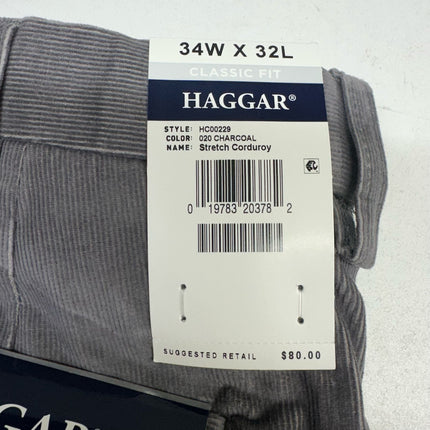 34W X 32L
CLASSIC FIT
HAGGAR®
STYLE: HC00229
COLOR: 020 CHARCOAL
NAME: Stretch Corduroy
0 19783 20378 2
SUGGESTED RETAIL $80.00
GGAR